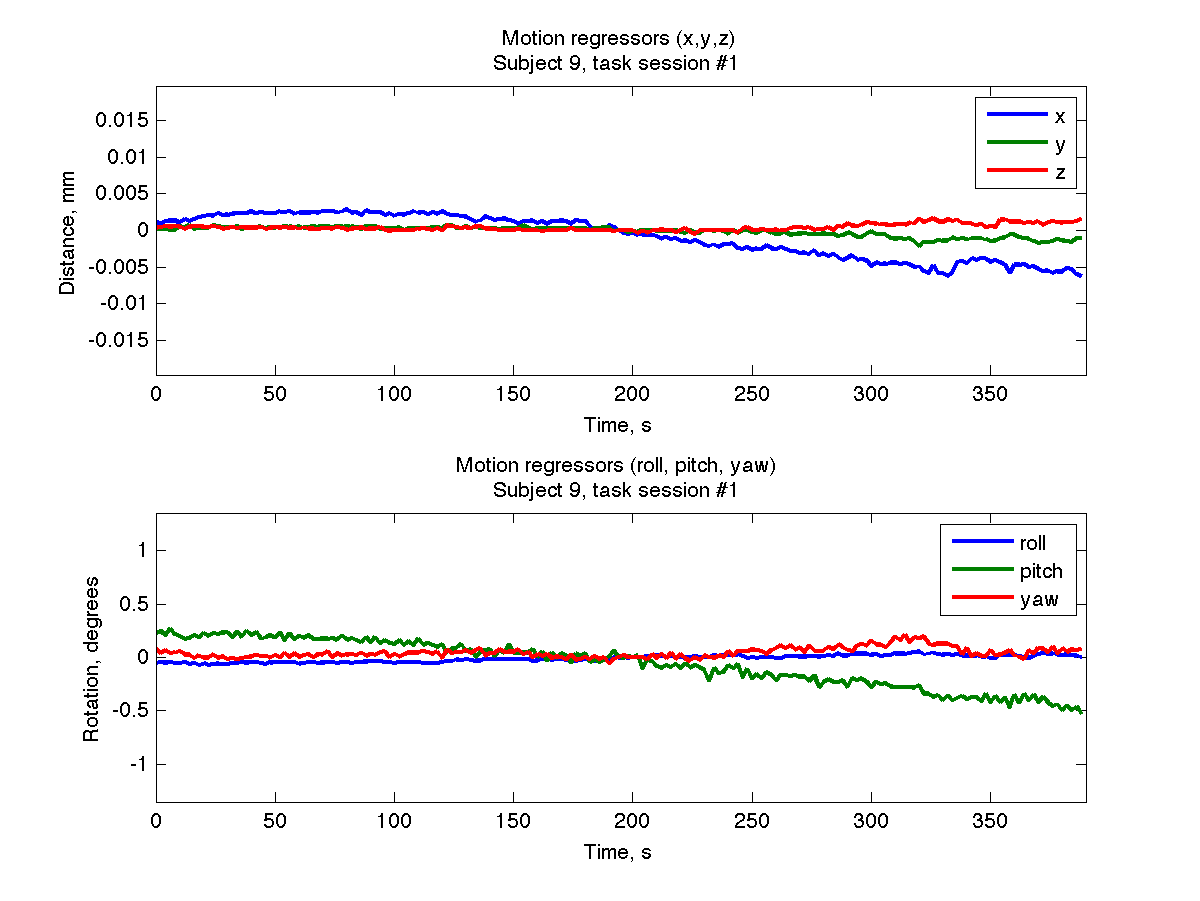 Motion regressors (x,y,z)
Subject 9, task session #1
x
y
z
0.015
0.01
0.005
0
-0.005
-0.01
-0.015
Distance, mm
0 50 100 150 200 250 300 350
Time, s
Motion regressors (roll, pitch, yaw)
Subject 9, task session #1
roll
pitch
yaw
1
0.5
0
-0.5
-1
Rotation, degrees
0 50 100 150 200 250 300 350
Time, s